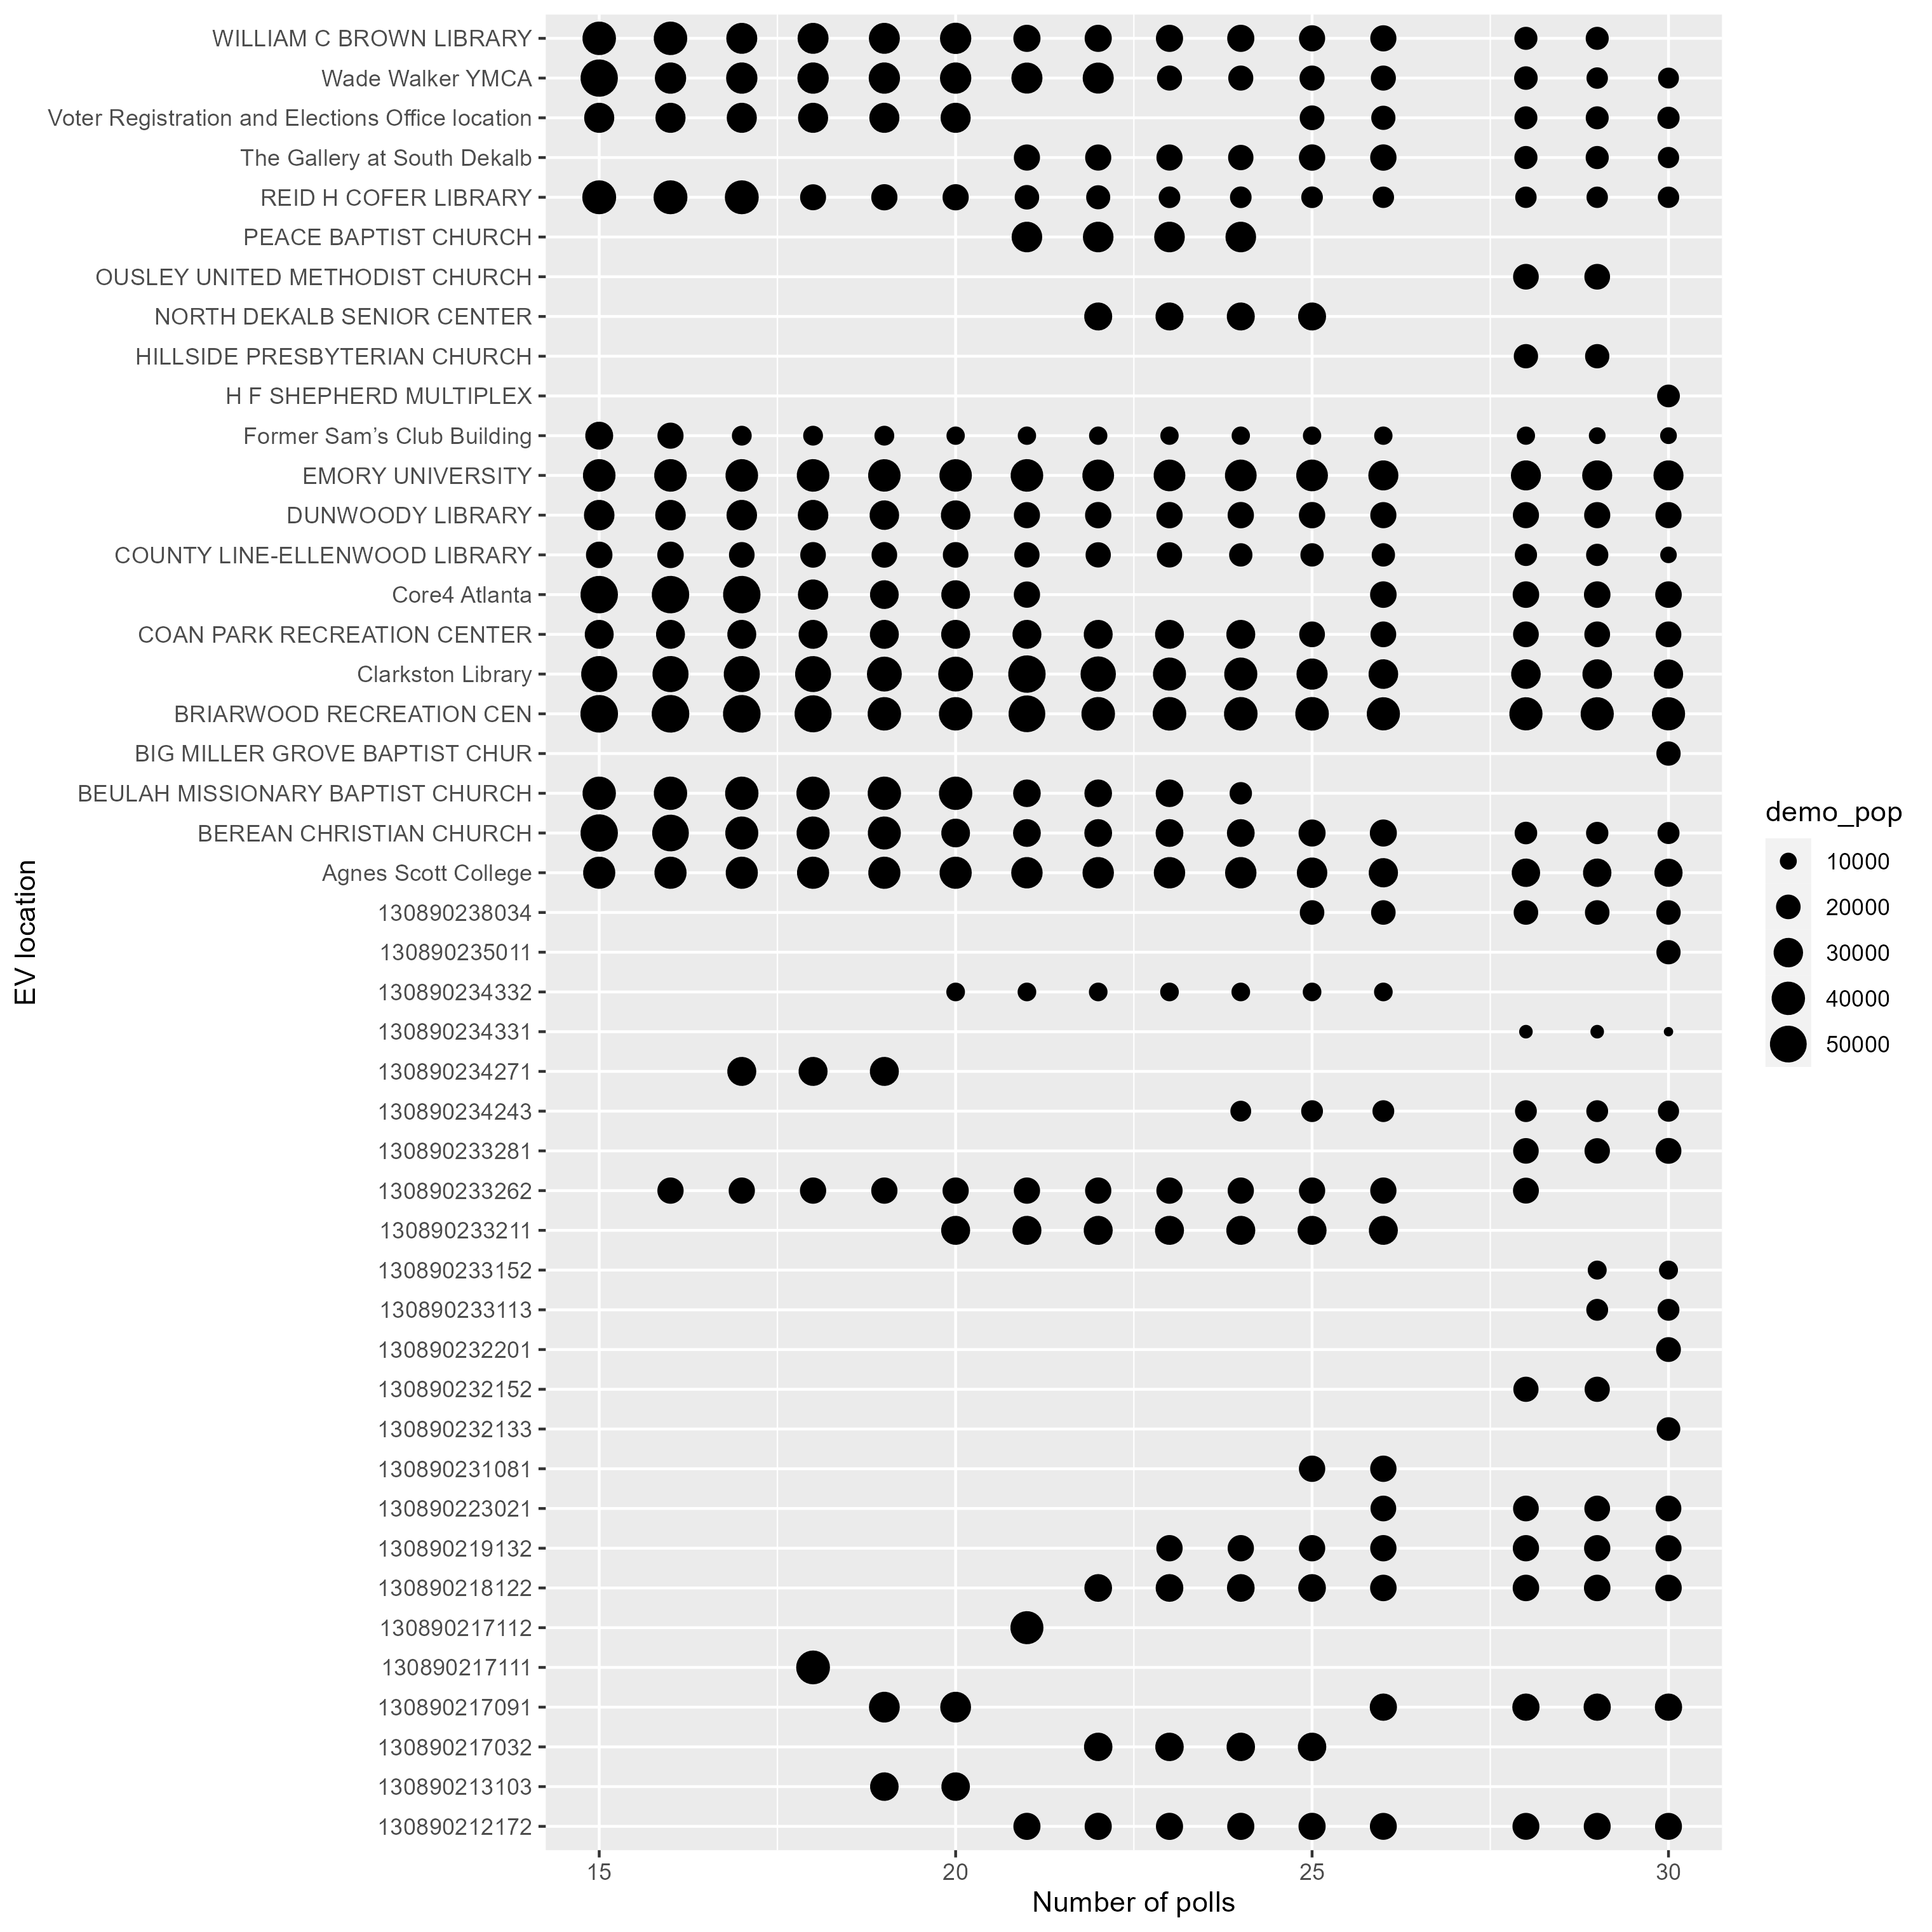 WILLIAM C BROWN LIBRARY
Wade Walker YMCA
Voter Registration and Elections Office location
The Gallery at South Dekalb
REID H COFER LIBRARY
PEACE BAPTIST CHURCH
OUSLEY UNITED METHODIST CHURCH
NORTH DEKALB SENIOR CENTER
HILLSIDE PRESBYTERIAN CHURCH
H F SHEPHERD MULTIPLEX
Former Sam’s Club Building
EMORY UNIVERSITY
DUNWOODY LIBRARY
COUNTY LINE-ELLENWOOD LIBRARY
Core4 Atlanta
COAN PARK RECREATION CENTER
Clarkston Library
BRIARWOOD RECREATION CEN
BIG MILLER GROVE BAPTIST CHUR
BEULAH MISSIONARY BAPTIST CHURCH
BEREAN CHRISTIAN CHURCH
Agnes Scott College
130890238034
130890235011
130890234332
130890234331
130890234271
130890234243
130890233281
130890233262
130890233211
130890233152
130890233113
130890232201
130890232152
130890232133
130890231081
130890223021
130890219132
130890218122
130890217112
130890217111
130890217091
130890217032
130890213103
130890212172
EV location
15 20 25 30
Number of polls
demo_pop
10000
20000
30000
40000
50000